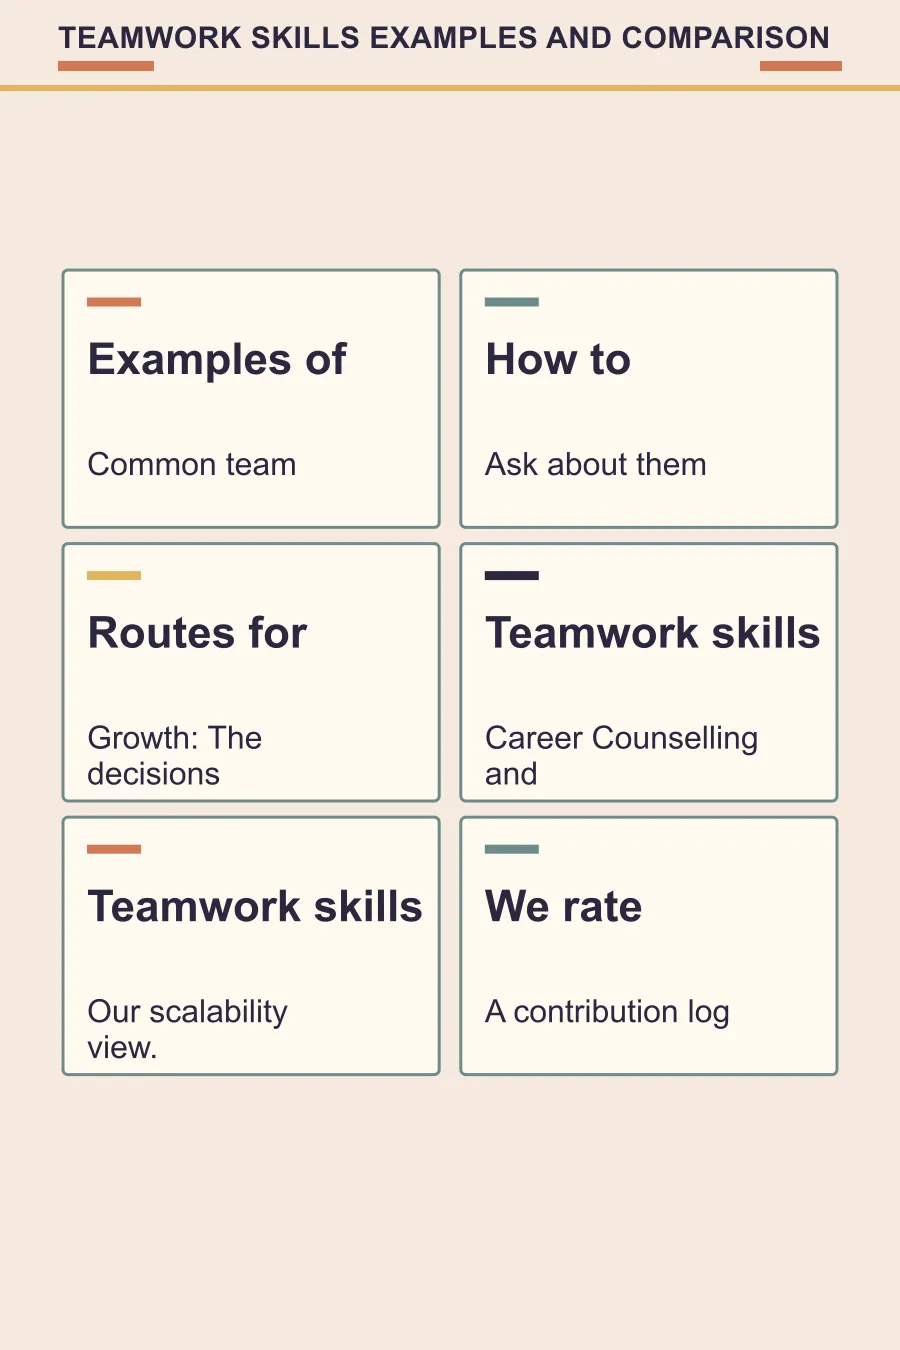 TEAMWORK SKILLS EXAMPLES AND COMPARISON
Examples of
Common team
How to
Ask about them
Routes for
Growth: The
decisions
Teamwork skills
Career Counselling
and
Teamwork skills
Our scalability
view.
We rate
A contribution log